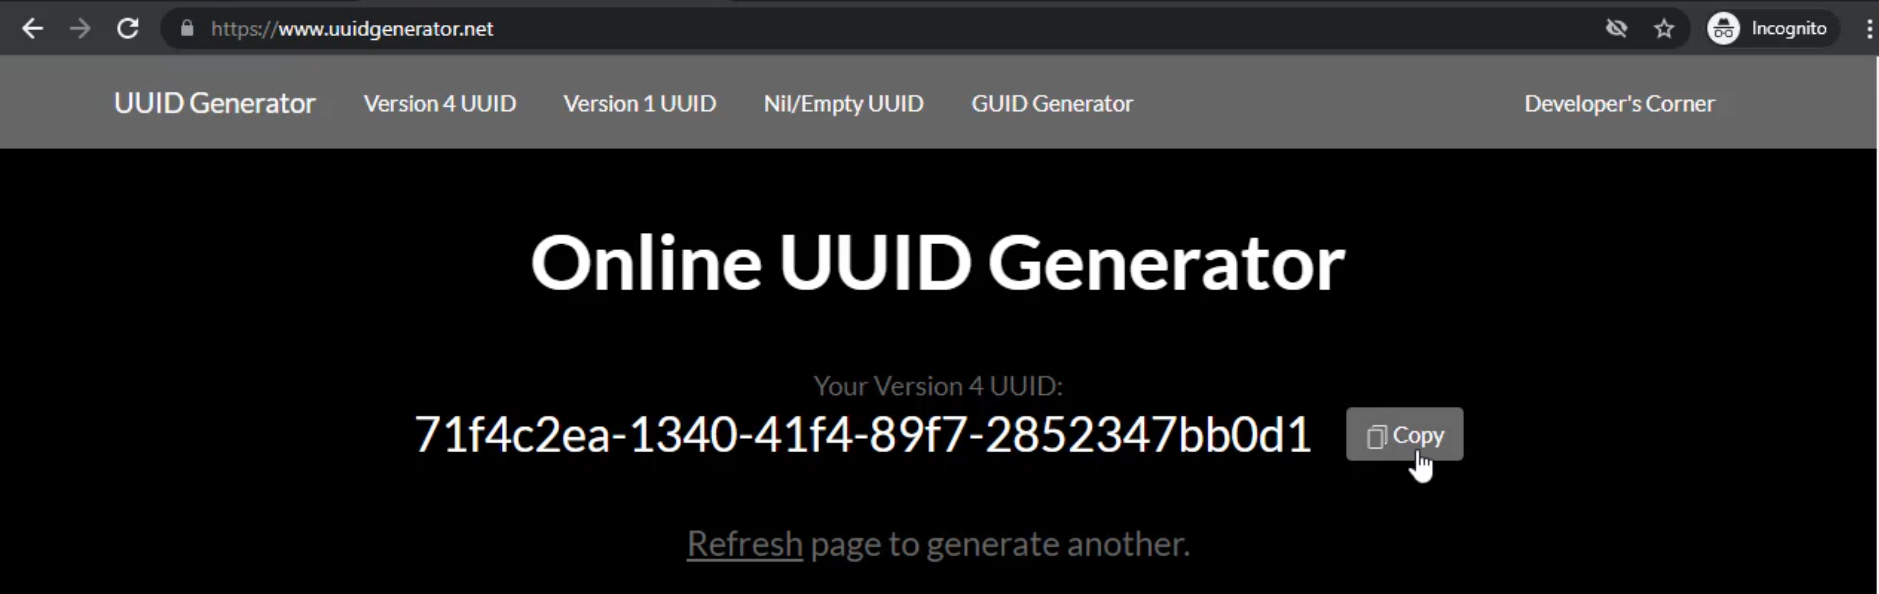 https://www.uuidgenerator.net Incognito
UUID Generator Version 4 UUID Version 1 UUID Nil/Empty UUID GUID Generator Developer's Corner
Online UUID Generator
Your Version 4 UUID:
71f4c2ea-1340-41f4-89f7-2852347bb0d1 Copy
Refresh page to generate another.